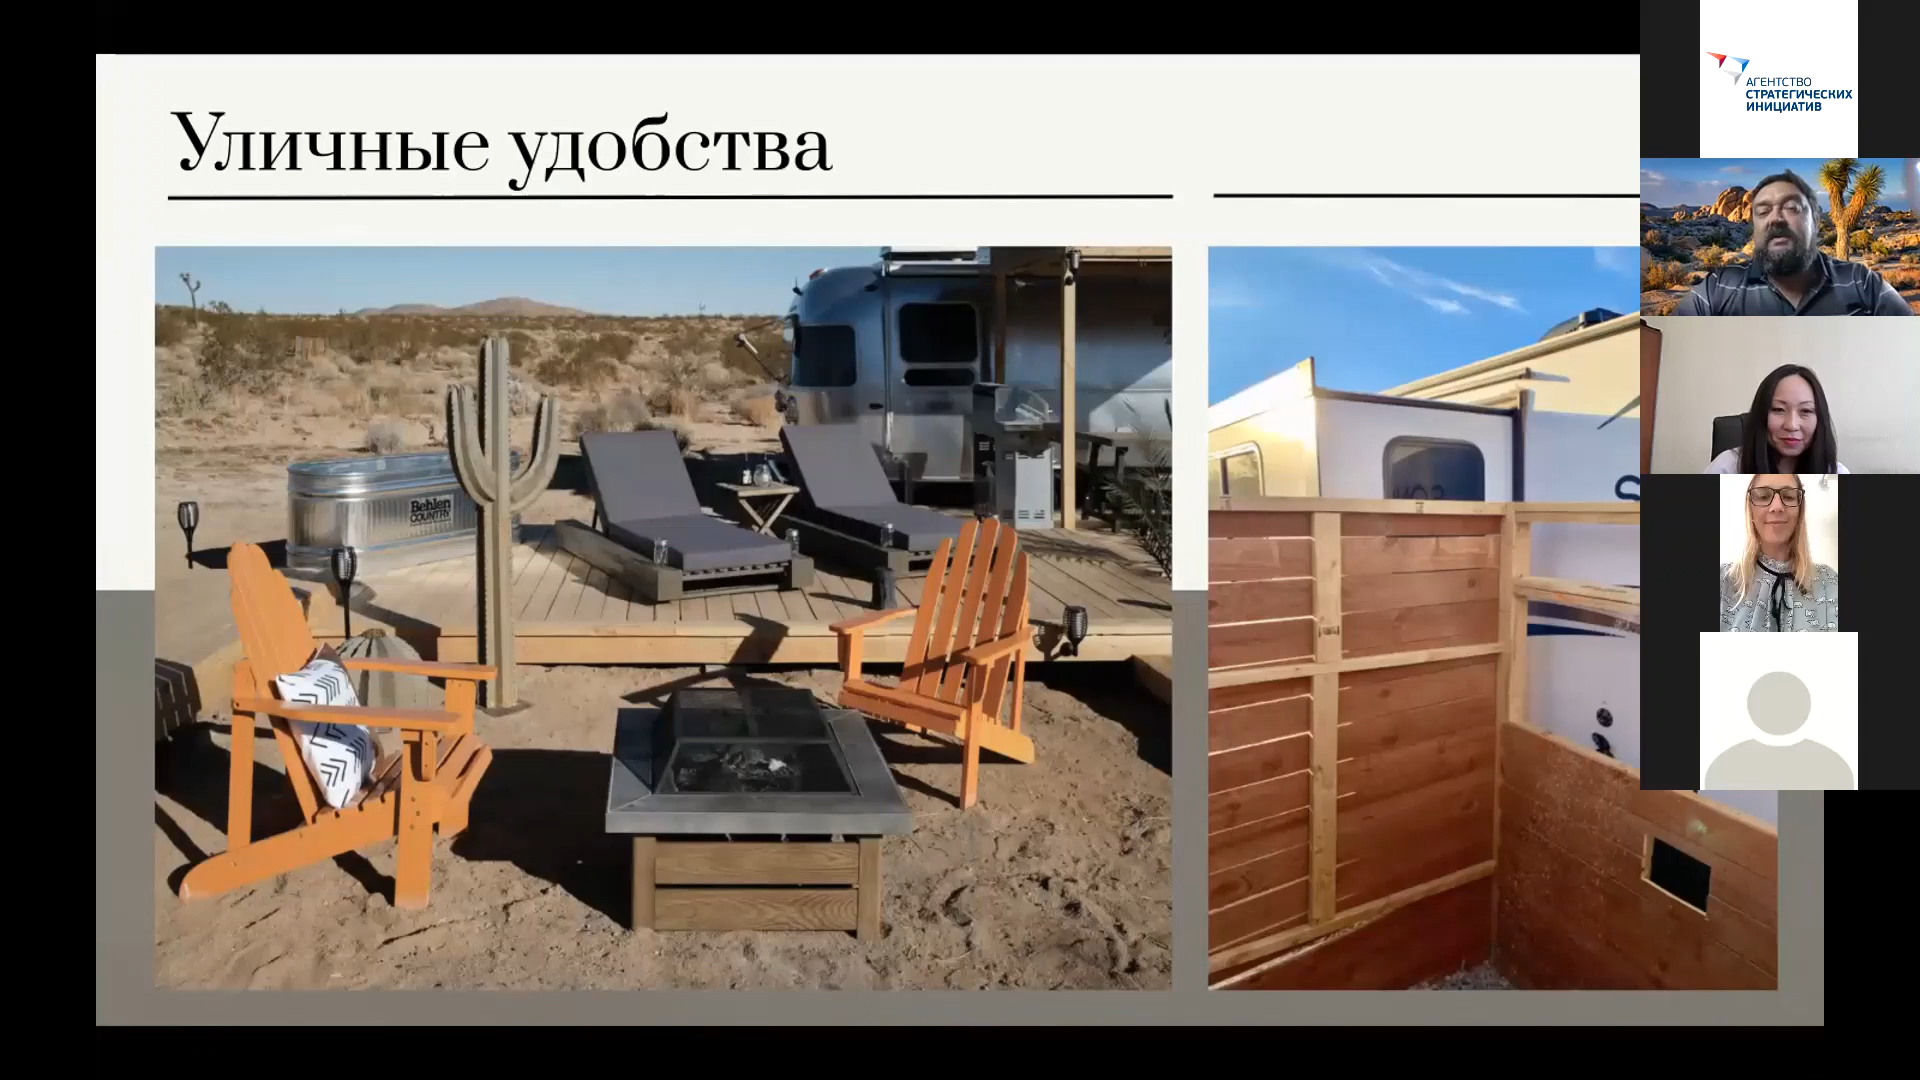 Уличные удобства
АГЕНТСТВО
СТРАТЕГИЧЕСКИХ
ИНИЦИАТИВ
Behlen
COUNTRY